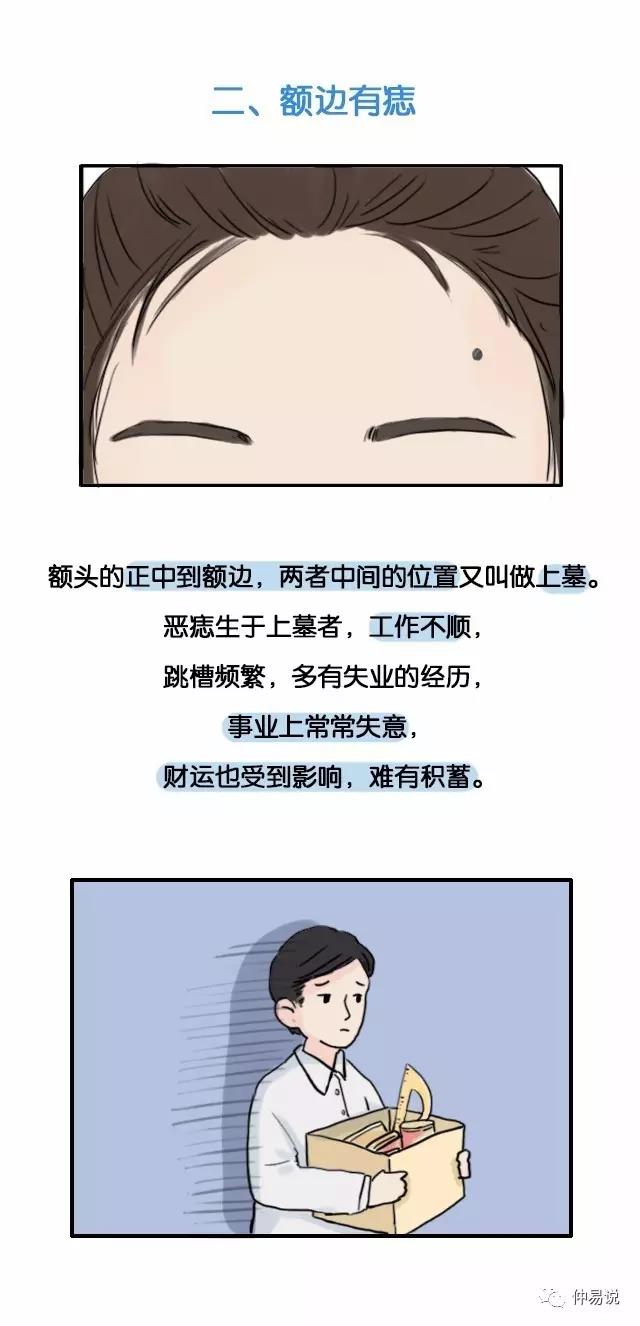 二、额边有痣
额头的正中到额边，两者中间的位置又叫做上墓。
恶痣生于上墓者，工作不顺，
跳槽频繁，多有失业的经历，
事业上常常失意，
财运也受到影响，难有积蓄。
仲易说